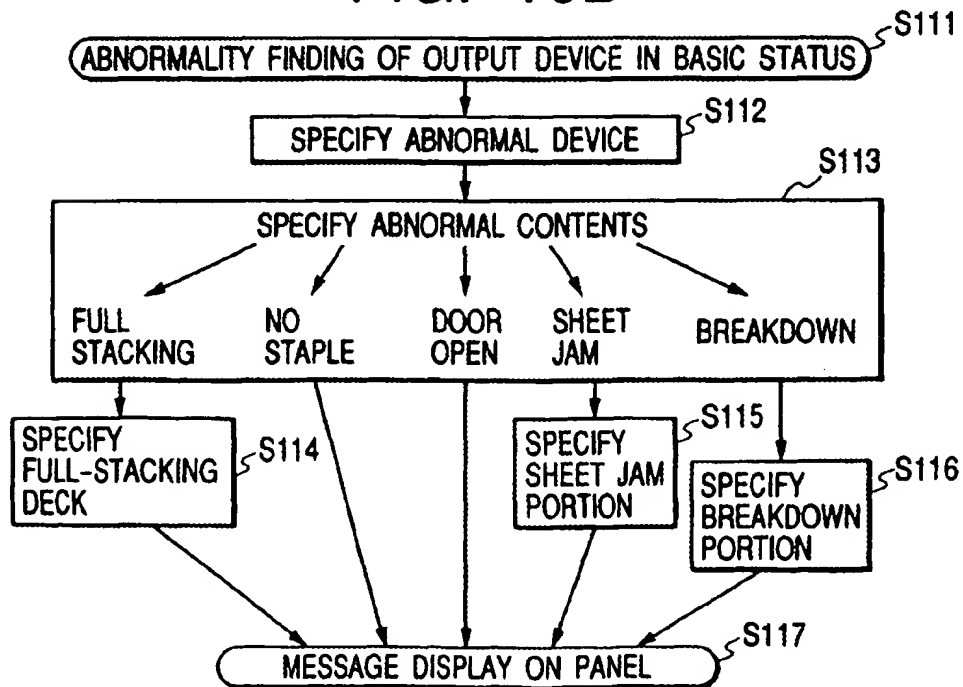 ABNORMALITY FINDING OF OUTPUT DEVICE IN BASIC STATUS
S111
SPECIFY ABNORMAL DEVICE
S112
S113
SPECIFY ABNORMAL CONTENTS
FULL
STACKING
NO
STAPLE
DOOR
OPEN
SHEET
JAM
BREAKDOWN
SPECIFY
FULL-STACKING
DECK
S114
SPECIFY
SHEET JAM
PORTION
S115
SPECIFY
BREAKDOWN
PORTION
S116
MESSAGE DISPLAY ON PANEL
S117